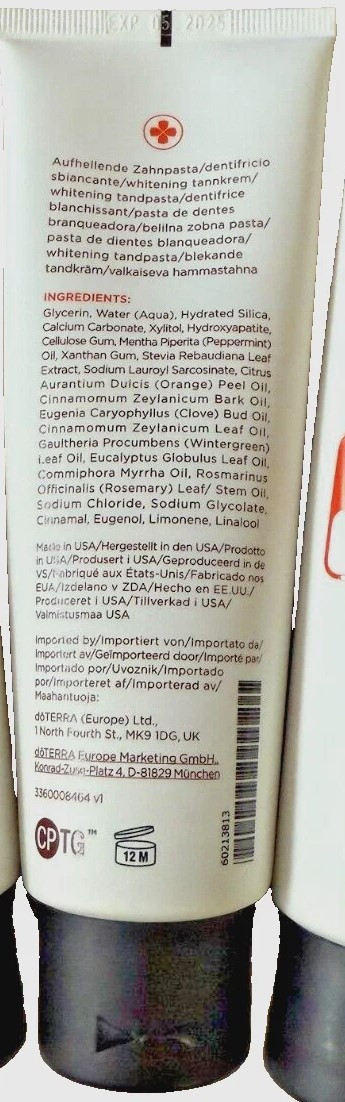 EXP 05 2025
Aufhellende Zahnpasta/dentifricio
sbiancante/whitening tannkrem/
whitening tandpasta/dentifrice
blanchissant/pasta de dentes
branqueadora/belilna zobna pasta/
pasta de dientes blanqueadora/
whitening tandpasta/blekande
tandkräm/valkaiseva hammastahna
INGREDIENTS:
Glycerin, Water (Aqua), Hydrated Silica,
Calcium Carbonate, Xylitol, Hydroxyapatite,
Cellulose Gum, Mentha Piperita (Peppermint)
Oil, Xanthan Gum, Stevia Rebaudiana Leaf
Extract, Sodium Lauroyl Sarcosinate, Citrus
Aurantium Dulcis (Orange) Peel Oil,
Cinnamomum Zeylanicum Bark Oil,
Eugenia Caryophyllus (Clove) Bud Oil,
Cinnamomum Zeylanicum Leaf Oil,
Gaultheria Procumbens (Wintergreen)
Leaf Oil, Eucalyptus Globulus Leaf Oil,
Commiphora Myrrha Oil, Rosmarinus
Officinalis (Rosemary) Leaf/ Stem Oil,
Sodium Chloride, Sodium Glycolate,
Cinnamal, Eugenol, Limonene, Linalool
Made in USA/Hergestellt in den USA/Prodotto
in USA/Produsert i USA/Geproduceerd in de
VS/Fabriqué aux États-Unis/Fabricado nos
EUA/Izdelano v ZDA/Hecho en EE.UU./
Produceret i USA/Tillverkad i USA/
Valmistusmaa USA
Imported by/Importiert von/Importato da/
Importert av/Geïmporteerd door/Importé par/
Importado por/Uvoznik/Importado
por/Importeret af/Importerad av/
Maahantuoja:
dōTERRA (Europe) Ltd.,
1 North Fourth St., MK9 1DG, UK
dōTERRA Europe Marketing GmbH.,
Konrad-Zuse-Platz 4, D-81829 München
3360008464 v1
CPTG™
12 M
60213813